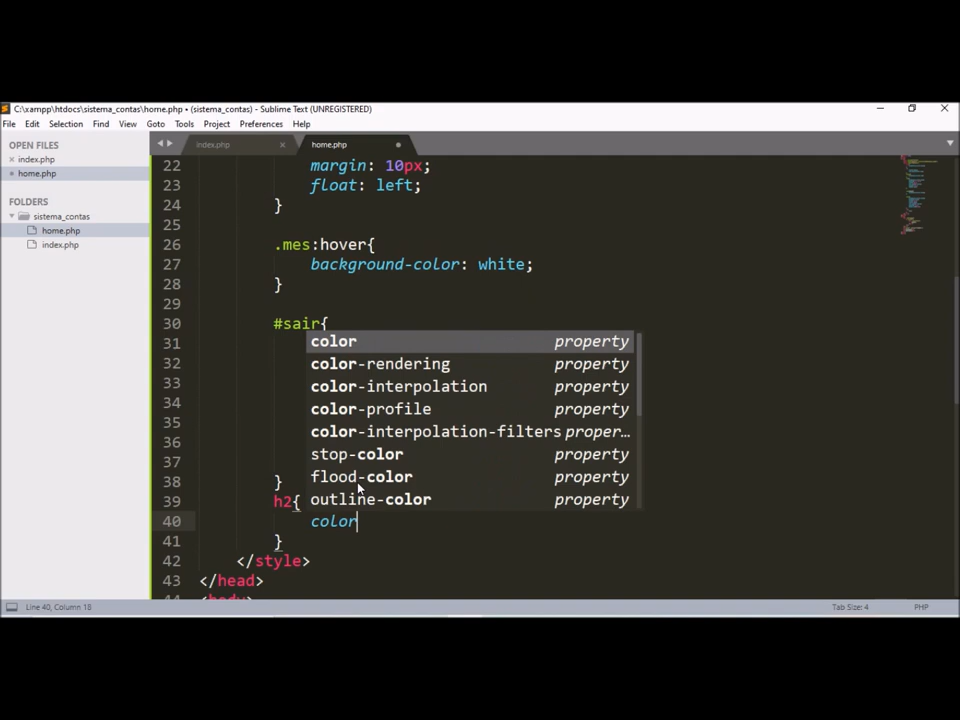 C:\xampp\htdocs\sistema_contas\home.php • (sistema_contas) - Sublime Text (UNREGISTERED)
File Edit Selection Find View Goto Tools Project Preferences Help
OPEN FILES
× index.php
• home.php
FOLDERS
sistema_contas
home.php
index.php
index.php ×
home.php •
22 margin: 10px;
23 float: left;
24 }
25
26 .mes:hover{
27 background-color: white;
28 }
29
30 #sair{
31
32
33
34
35
36
37
38 }
39 h2{
40 color
41 }
42 </style>
43 </head>
44 <body>
color property
color-rendering property
color-interpolation property
color-profile property
color-interpolation-filters proper…
stop-color property
flood-color property
outline-color property
Line 40, Column 18
Tab Size: 4
PHP